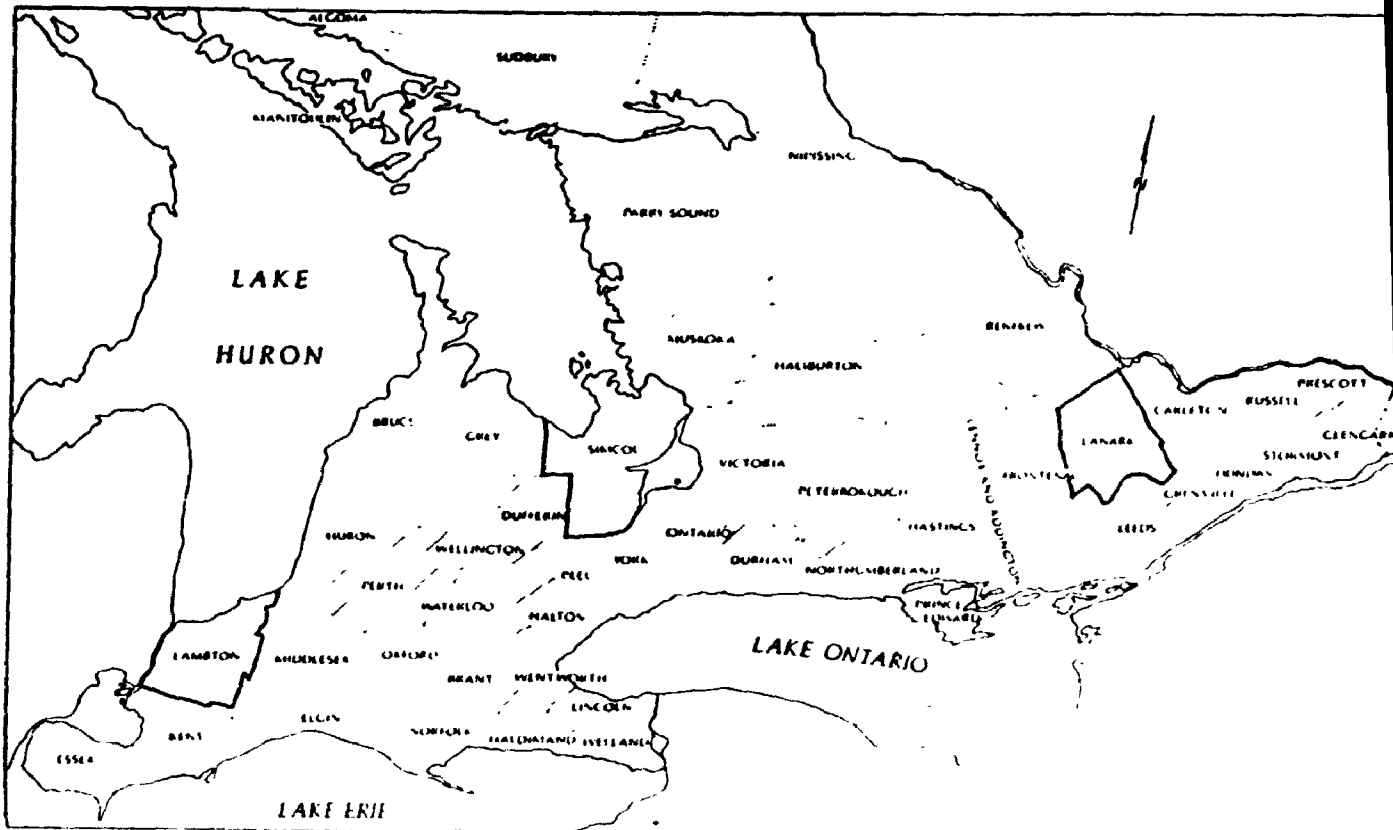 ALGOMA
SUDBURY
MANITOULIN
NIPISSING
N
PARRY SOUND
LAKE
HURON
MUSKOKA
HALIBURTON
RENFREW
PRESCOTT
RUSSELL
CARLETON
BRUCE
GREY
SIMCOE
VICTORIA
LENNOX AND ADDINGTON
LANARK
GLENGARR
STORMONT
DUNDAS
FRONTENAC
GRENVILLE
PETERBOROUGH
DUFFERIN
HASTINGS
LEEDS
HURON
WELLINGTON
ONTARIO
YORK
DURHAM
NORTHUMBERLAND
PEEL
PERTH
WATERLOO
HALTON
PRINCE
EDWARD
LAMBTON
MIDDLESEX
OXFORD
LAKE ONTARIO
BRANT
WENTWORTH
LINCOLN
ELGIN
KENT
NORFOLK
HALDIMAND
WELLAND
ESSEX
LAKE ERIE